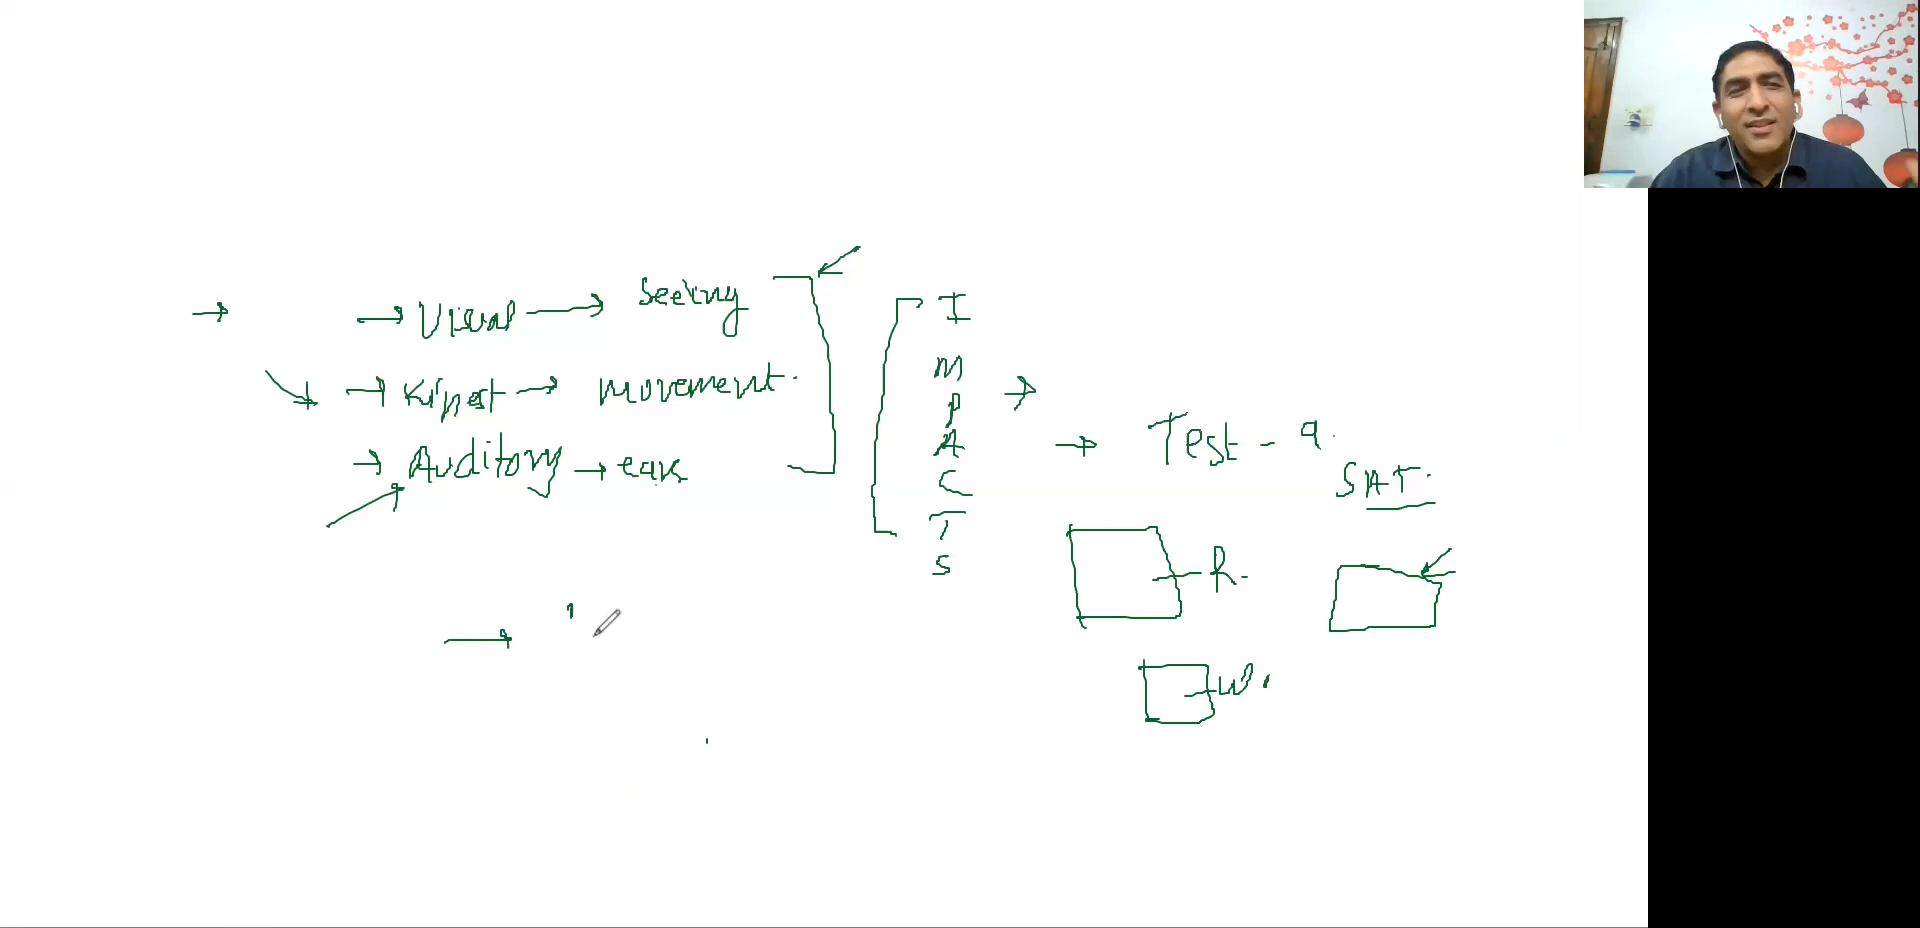 Visual → Seeing
Kinest → movement.
Auditory → ears
I
M
P
A
C
T
S
Test - 9.
SAT.
R.
W.